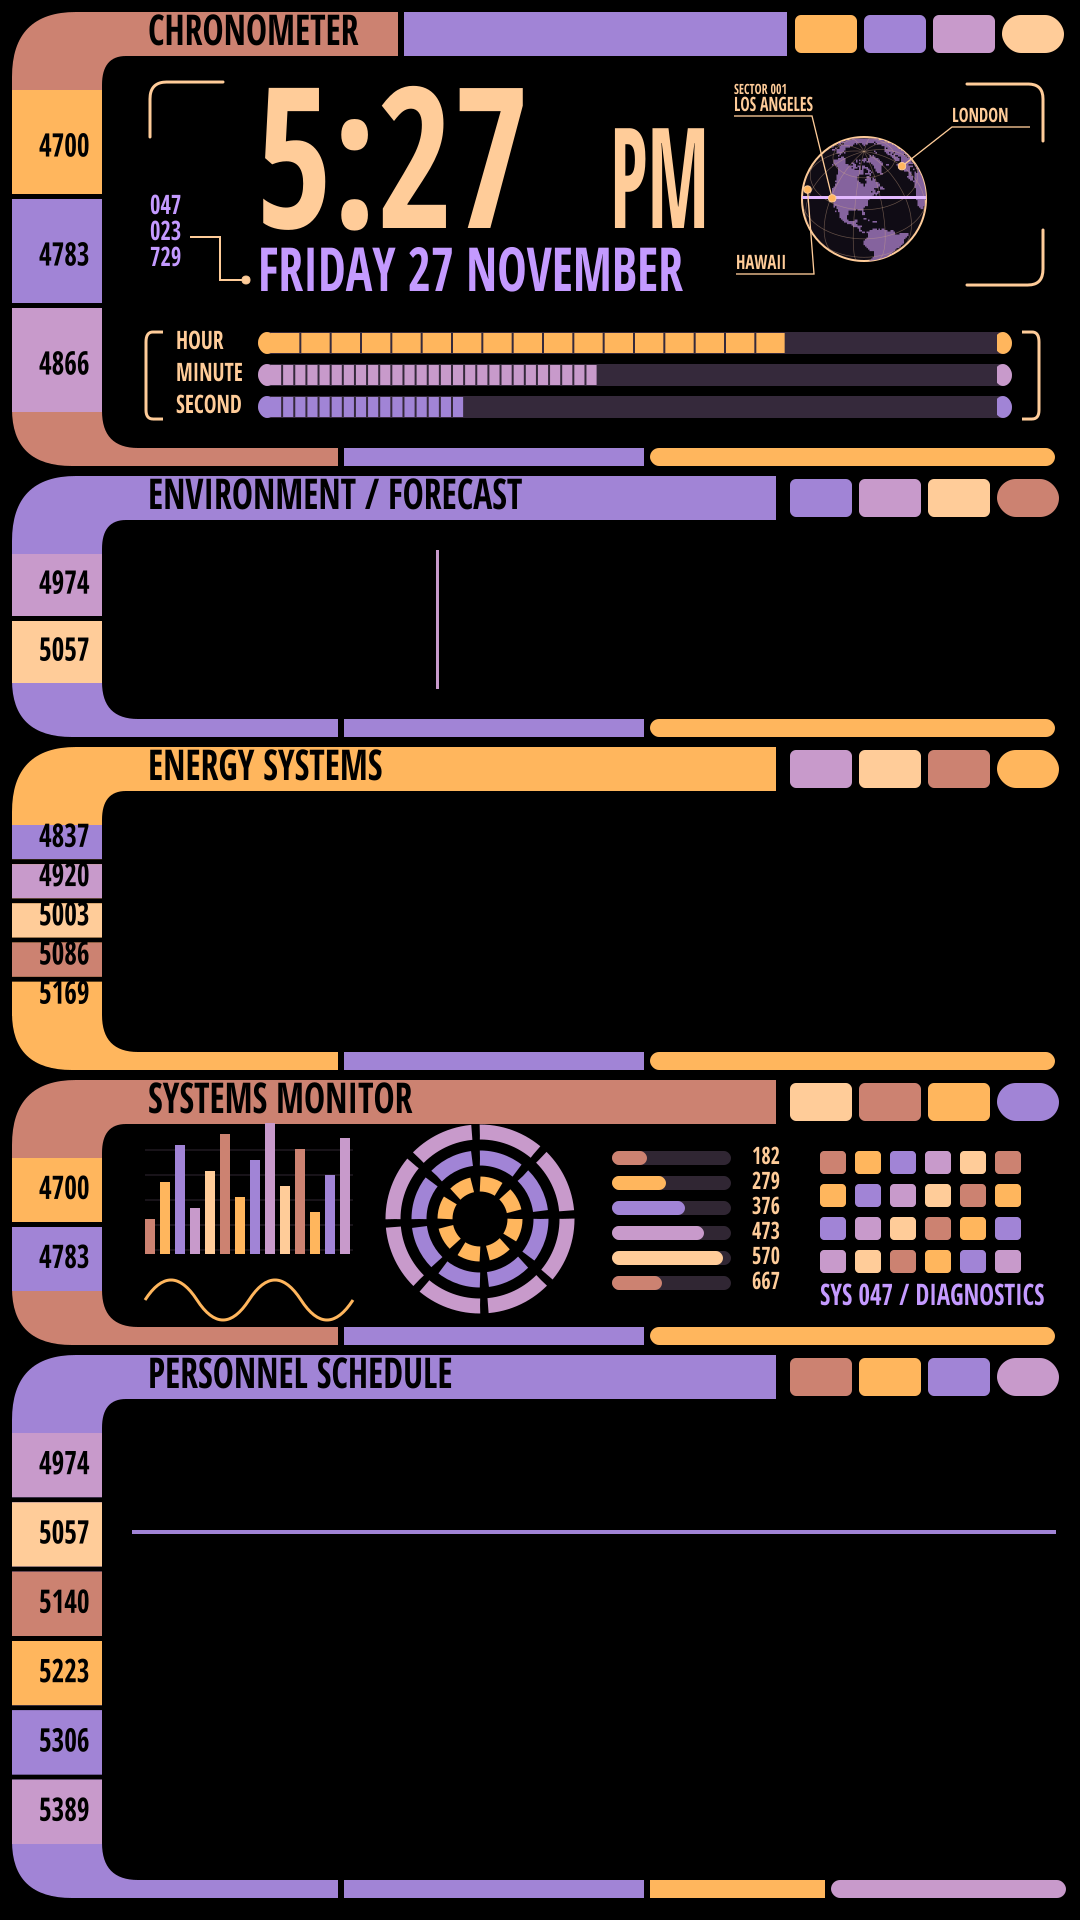 CHRONOMETER
4700
4783
4866
047
023
729
5:27 PM
FRIDAY 27 NOVEMBER
SECTOR 001
LOS ANGELES
LONDON
HAWAII
HOUR
MINUTE
SECOND
ENVIRONMENT / FORECAST
4974
5057
ENERGY SYSTEMS
4837
4920
5003
5086
5169
SYSTEMS MONITOR
4700
4783
182
279
376
473
570
667
SYS 047 / DIAGNOSTICS
PERSONNEL SCHEDULE
4974
5057
5140
5223
5306
5389